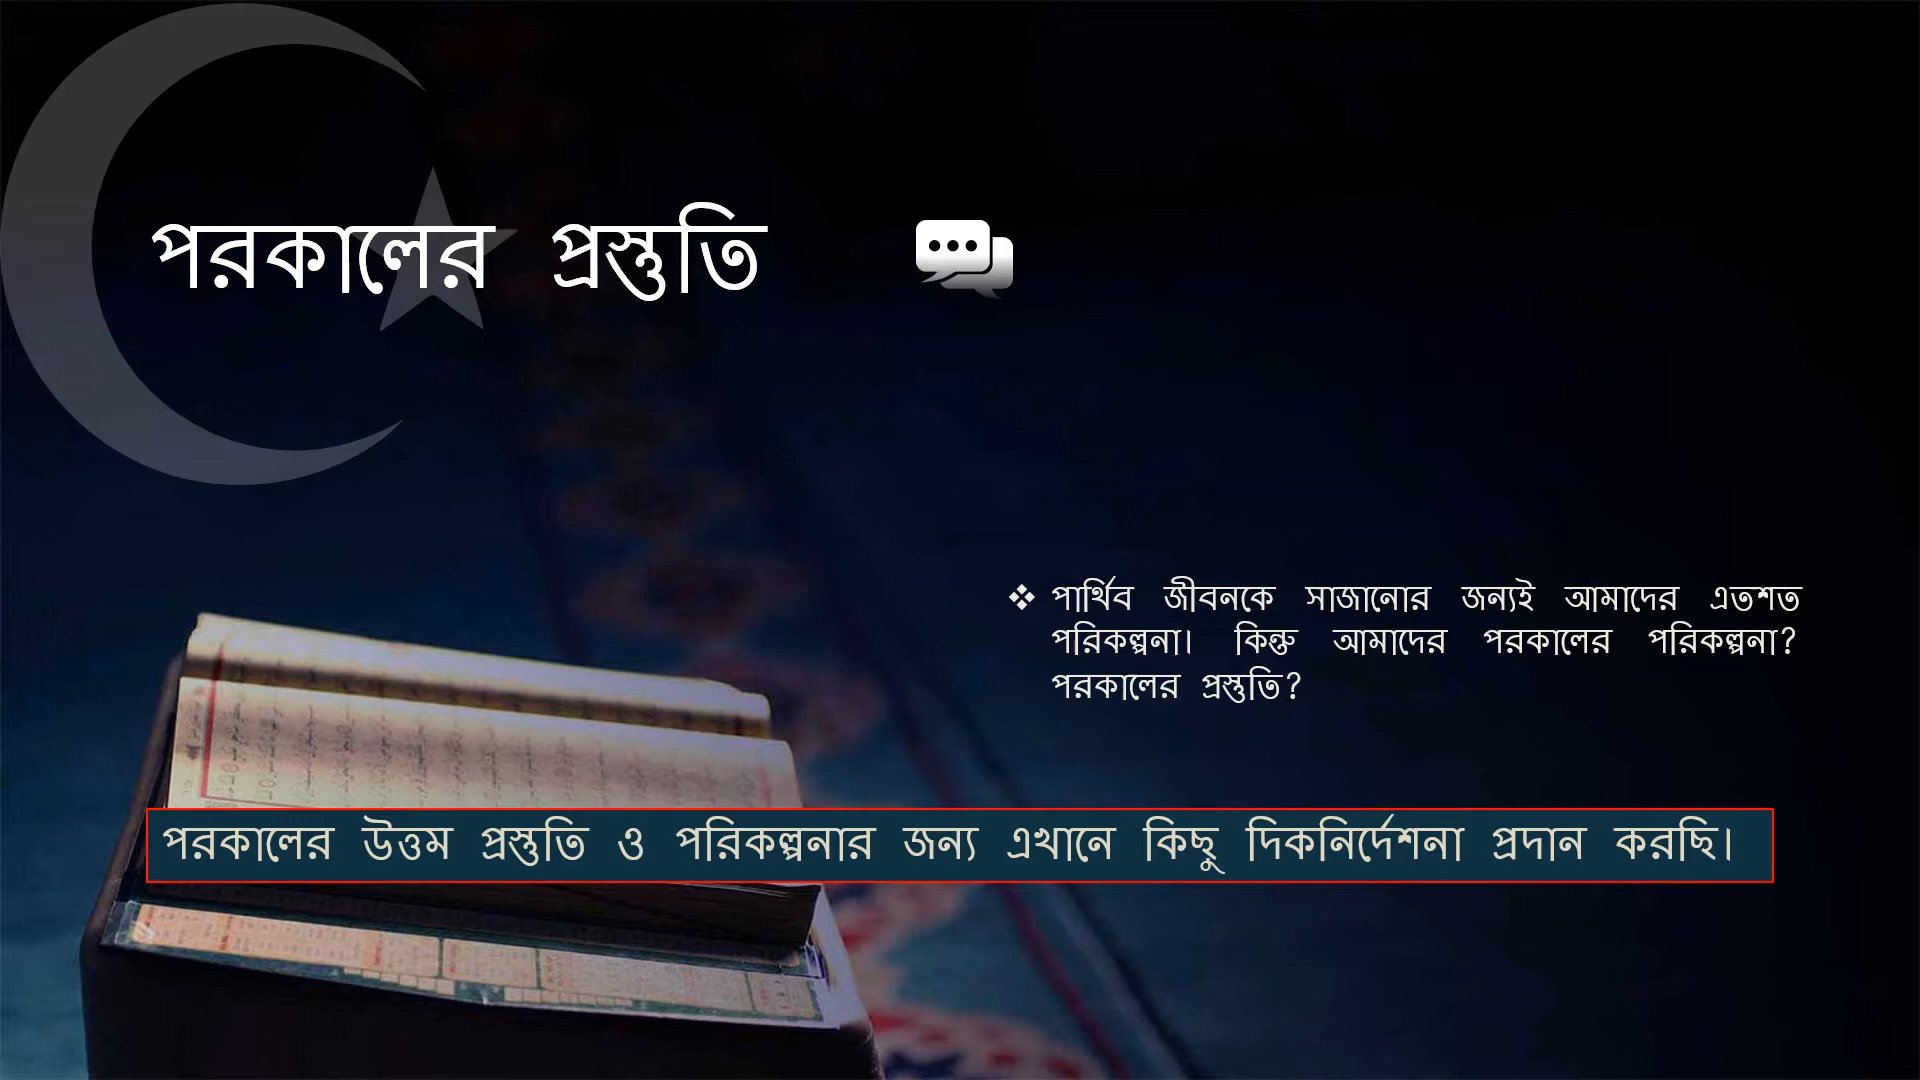 পরকালের প্রস্তুতি
❖ পার্থিব জীবনকে সাজানোর জন্যই আমাদের এতশত
পরিকল্পনা। কিন্তু আমাদের পরকালের পরিকল্পনা?
পরকালের প্রস্তুতি?
পরকালের উত্তম প্রস্তুতি ও পরিকল্পনার জন্য এখানে কিছু দিকনির্দেশনা প্রদান করছি।